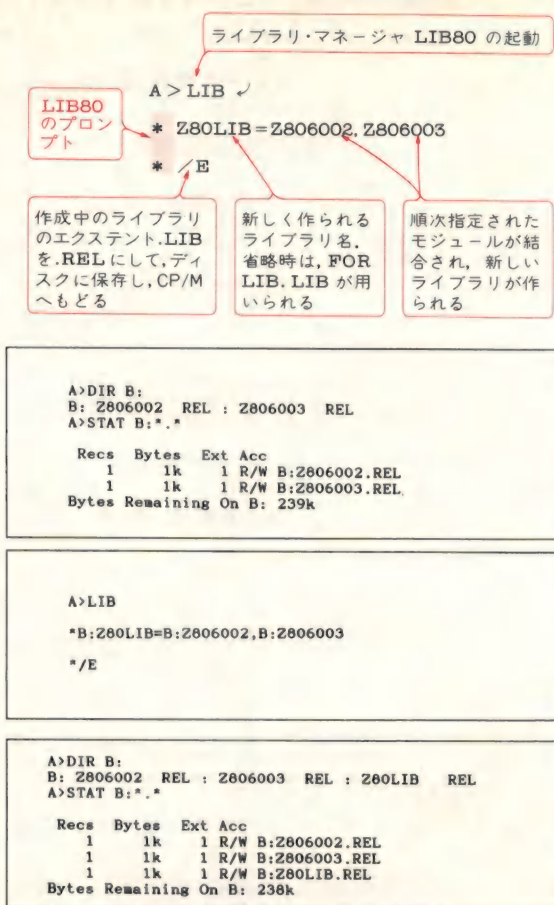 ライブラリ・マネージャ LIB80 の起動
A>LIB ↵
LIB80
のプロン
プト
* Z80LIB=Z806002, Z806003
* /E
作成中のライブラリ
のエクステント.LIB
を.REL にして,ディ
スクに保存し,CP/M
へもどる
新しく作られる
ライブラリ名.
省略時は, FOR
LIB. LIB が用
いられる
順次指定された
モジュールが結
合され, 新しい
ライブラリが作
られる
A>DIR B:
B: Z806002 REL : Z806003 REL
A>STAT B:*.*
Recs Bytes Ext Acc
1 1k 1 R/W B:Z806002.REL
1 1k 1 R/W B:Z806003.REL
Bytes Remaining On B: 239k
A>LIB
*B:Z80LIB=B:Z806002,B:Z806003
*/E
A>DIR B:
B: Z806002 REL : Z806003 REL : Z80LIB REL
A>STAT B:*.*
Recs Bytes Ext Acc
1 1k 1 R/W B:Z806002.REL
1 1k 1 R/W B:Z806003.REL
1 1k 1 R/W B:Z80LIB.REL
Bytes Remaining On B: 238k